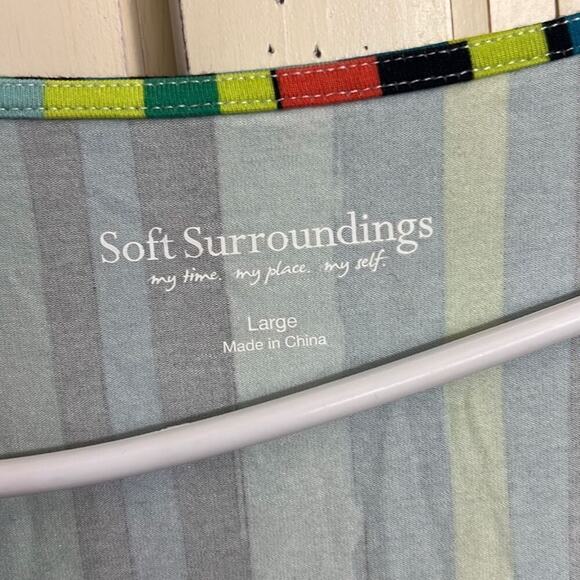 Soft Surroundings
my time. my place. my self.
Large
Made in China